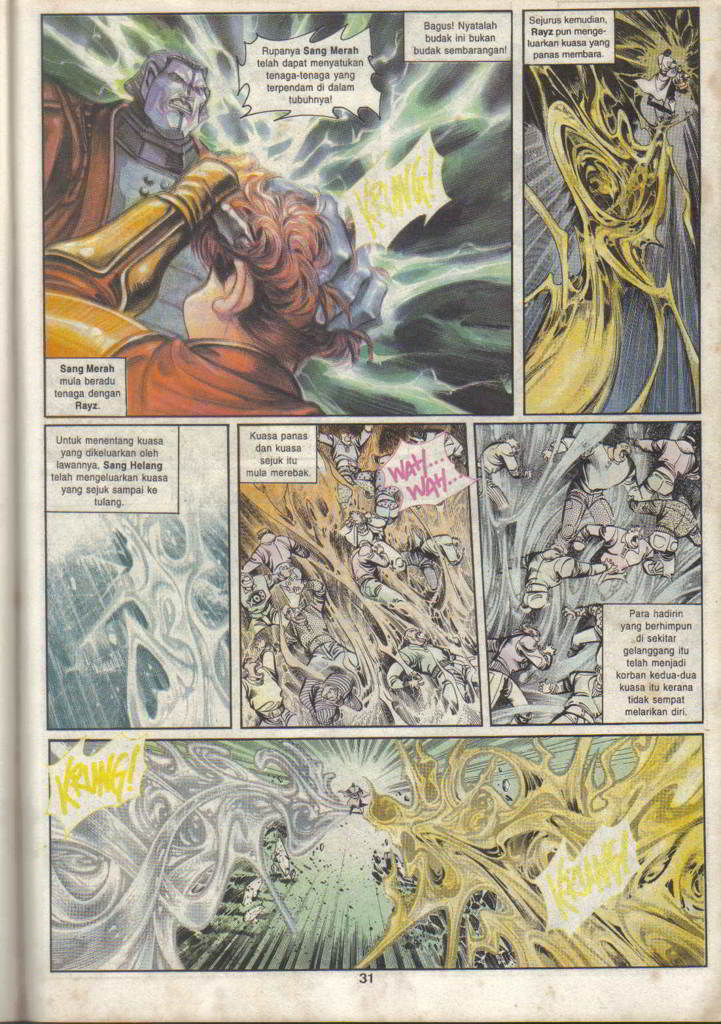 Rupanya Sang Merah
telah dapat menyatukan
tenaga-tenaga yang
terpendam di dalam
tubuhnya!
Bagus! Nyatalah
budak ini bukan
budak sembarangan!
KRUNG!
Sang Merah
mula beradu
tenaga dengan
Rayz.
Sejurus kemudian,
Rayz pun menge-
luarkan kuasa yang
panas membara.
Untuk menentang kuasa
yang dikeluarkan oleh
lawannya, Sang Helang
telah mengeluarkan kuasa
yang sejuk sampai ke
tulang.
Kuasa panas
dan kuasa
sejuk itu
mula merebak.
WAH...
WAH...
Para hadirin
yang berhimpun
di sekitar
gelanggang itu
telah menjadi
korban kedua-dua
kuasa itu kerana
tidak sempat
melarikan diri.
KRUNG!
KRUNG!
31